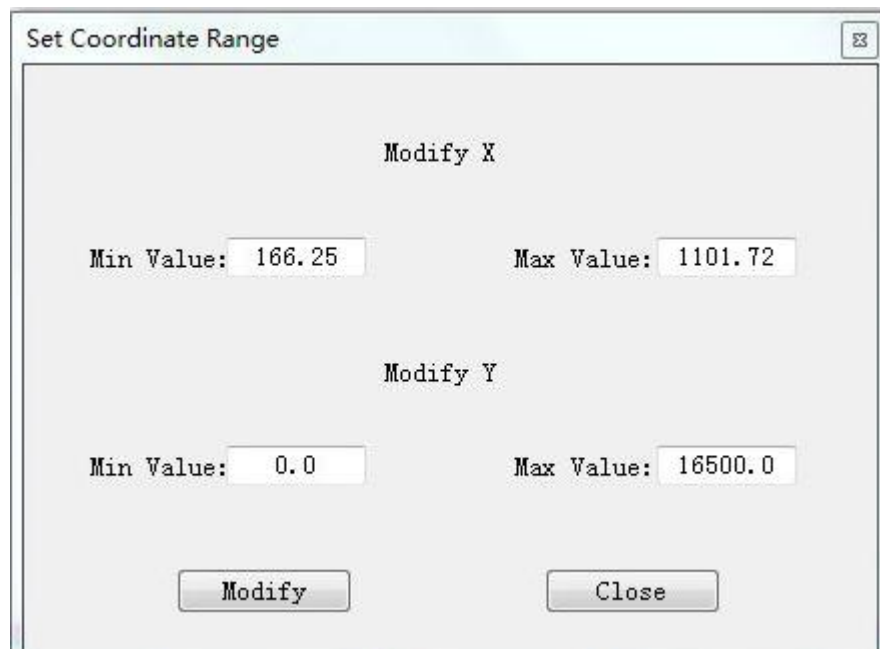 Set Coordinate Range
Modify X
Min Value: 166.25 Max Value: 1101.72
Modify Y
Min Value: 0.0 Max Value: 16500.0
Modify Close